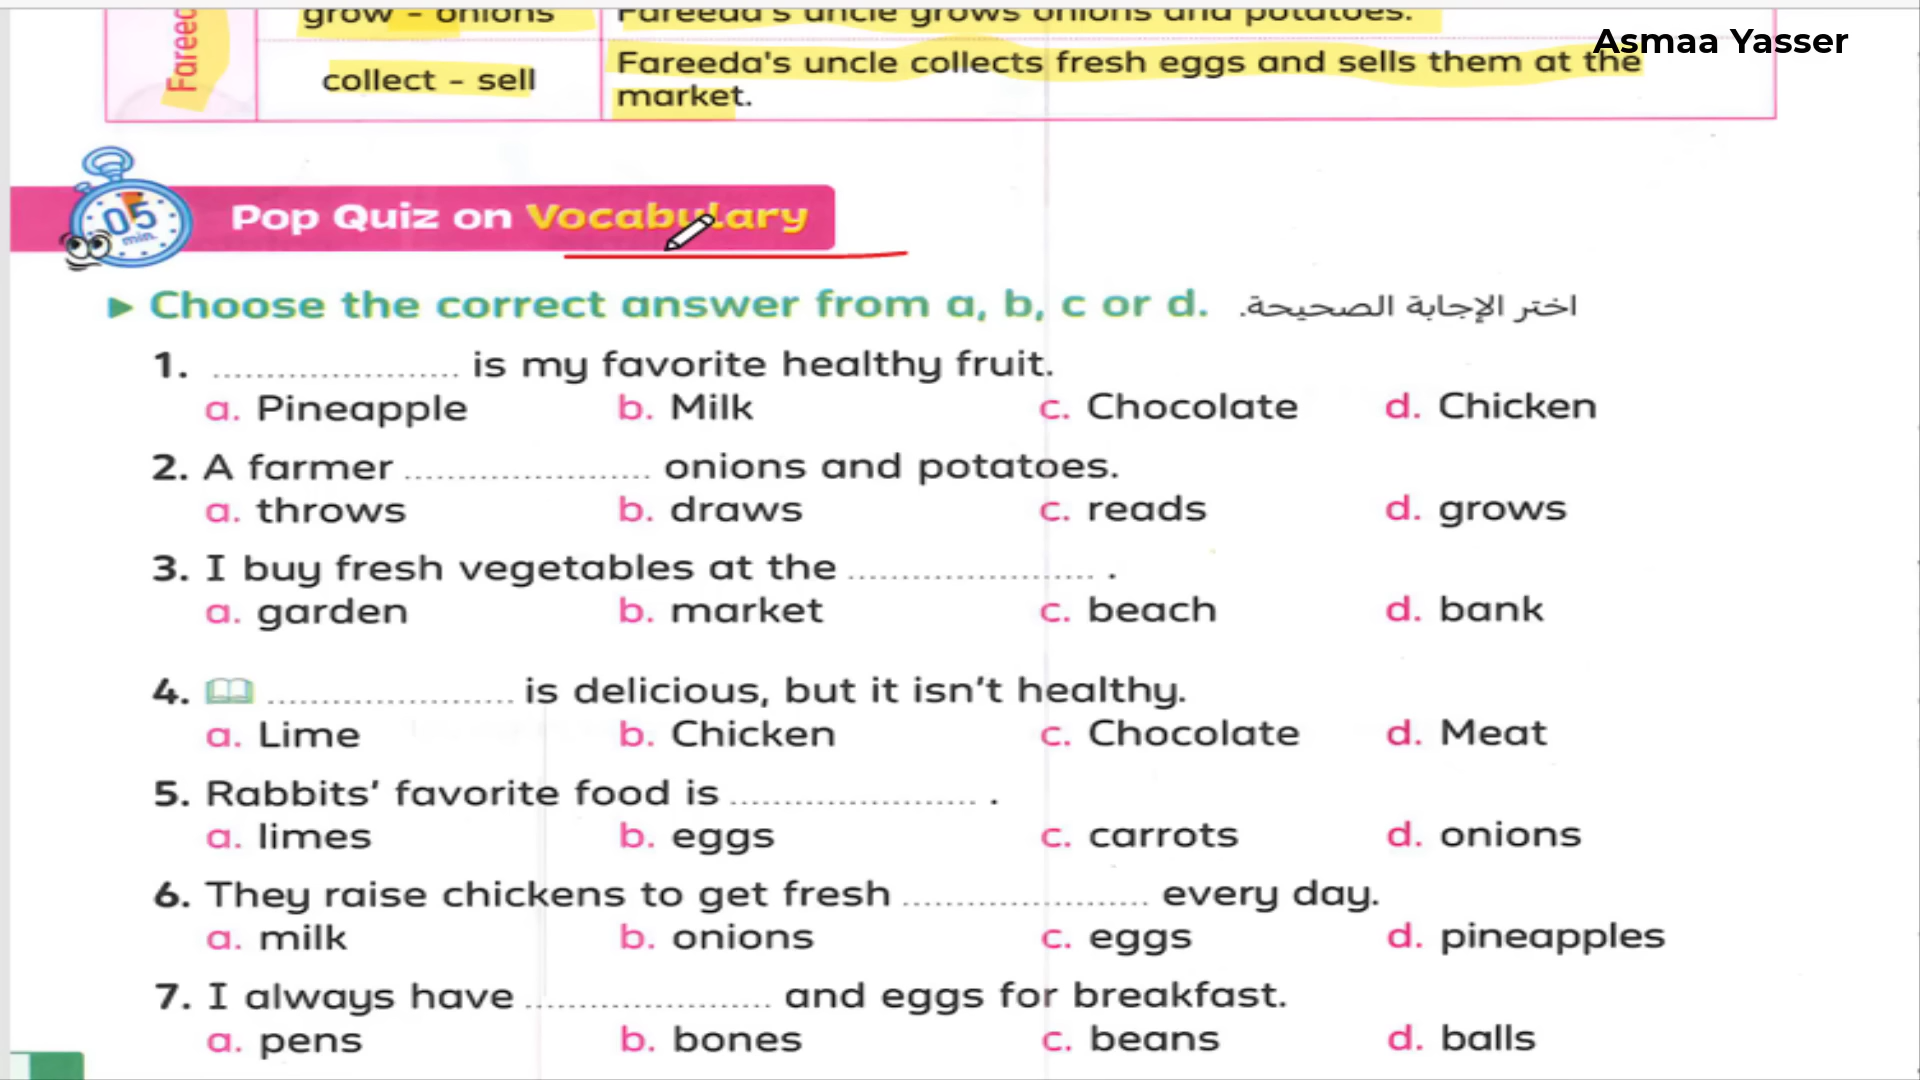 grow - onions Fareeda's uncle grows onions and potatoes.
Asmaa Yasser
collect - sell Fareeda's uncle collects fresh eggs and sells them at the
market.
Fareed
05
min.
Pop Quiz on Vocabulary
Choose the correct answer from a, b, c or d. اختر الإجابة الصحيحة.
1. ........................ is my favorite healthy fruit.
a. Pineapple b. Milk c. Chocolate d. Chicken
2. A farmer ........................ onions and potatoes.
a. throws b. draws c. reads d. grows
3. I buy fresh vegetables at the ........................ .
a. garden b. market c. beach d. bank
4. ........................ is delicious, but it isn't healthy.
a. Lime b. Chicken c. Chocolate d. Meat
5. Rabbits' favorite food is ........................ .
a. limes b. eggs c. carrots d. onions
6. They raise chickens to get fresh ........................ every day.
a. milk b. onions c. eggs d. pineapples
7. I always have ........................ and eggs for breakfast.
a. pens b. bones c. beans d. balls